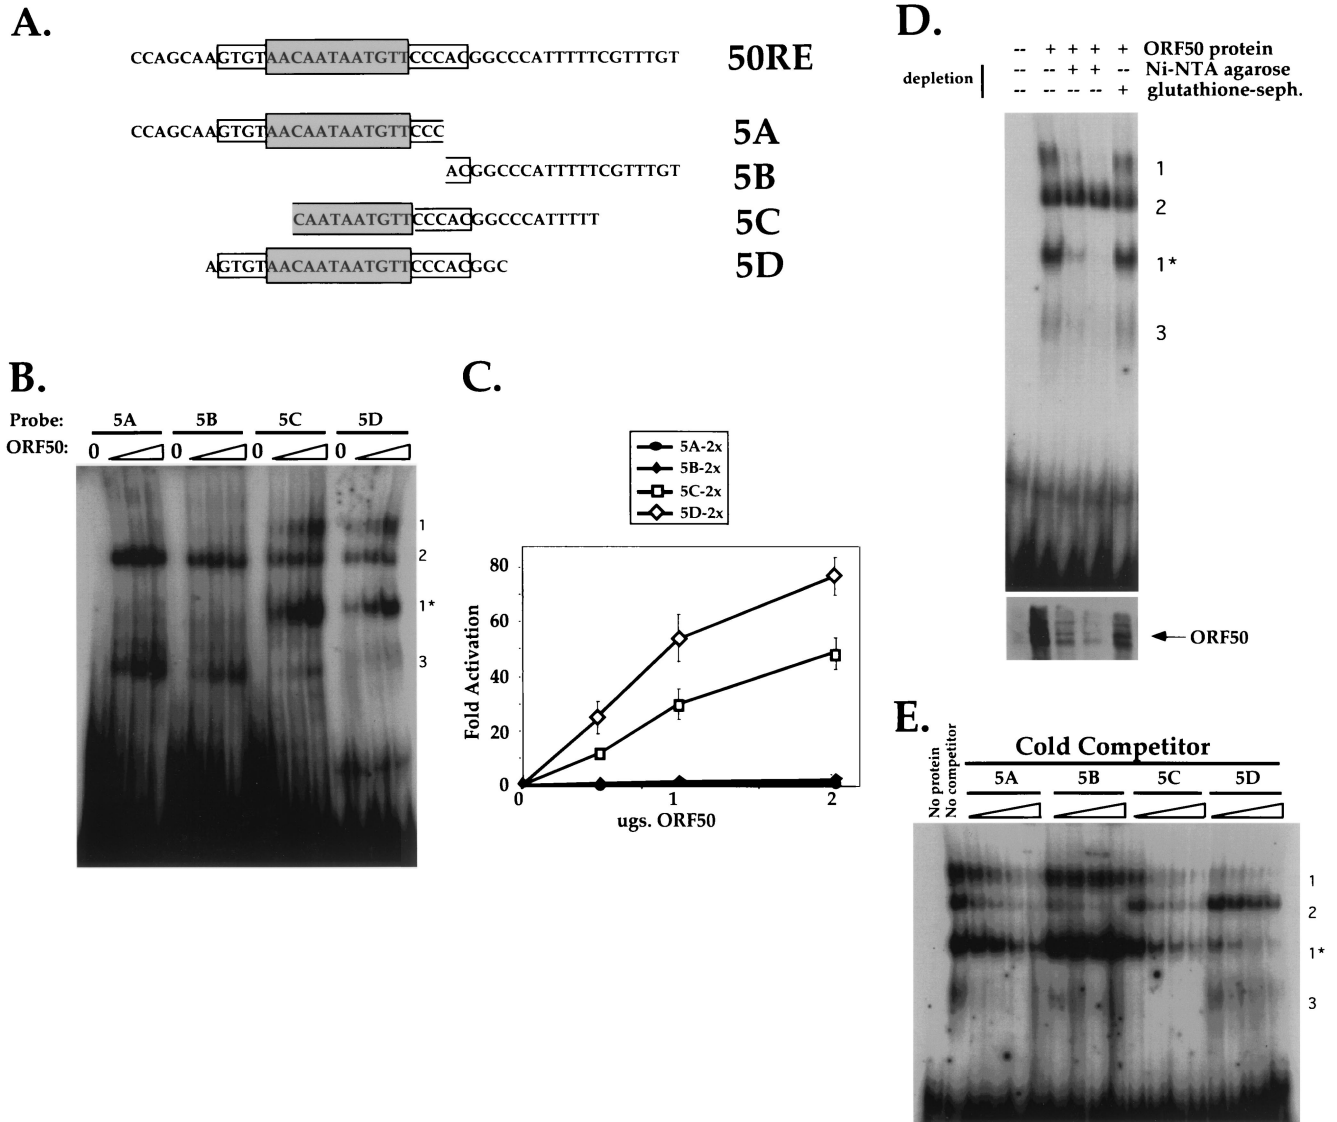 A.
CCAGCAAGTGTAACAATAATGTTCCCACGGCCCATTTTTCGTTTGT 50RE
CCAGCAAGTGTAACAATAATGTTCCC 5A
ACGGCCCATTTTTCGTTTGT 5B
CAATAATGTTCCCACGGCCCATTTTT 5C
AGTGTAACAATAATGTTCCCACGGC 5D
B.
Probe: 5A 5B 5C 5D
ORF50: 0 0 0 0
1
2
1*
3
C.
5A-2x
5B-2x
5C-2x
5D-2x
Fold Activation
80
60
40
20
0
0 1 2
ugs. ORF50
D.
-- + + + + ORF50 protein
depletion
-- -- + + -- Ni-NTA agarose
-- -- -- -- + glutathione-seph.
1
2
1*
3
ORF50
E.
No protein
No competitor
Cold Competitor
5A 5B 5C 5D
1
2
1*
3